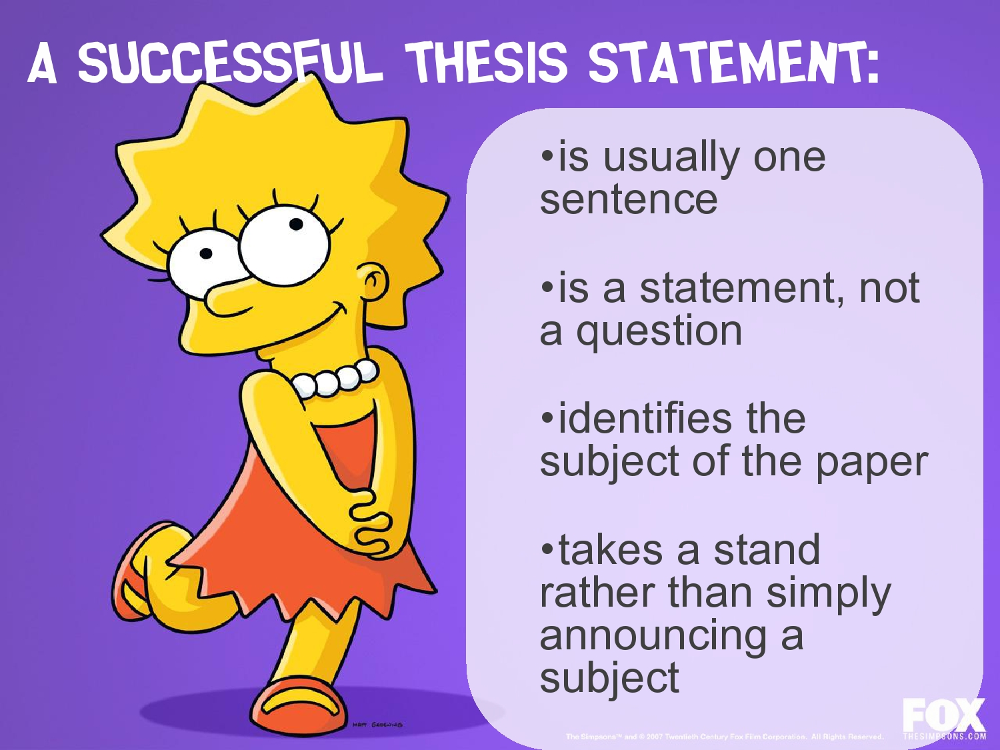 A SUCCESSFUL THESIS STATEMENT:
•is usually one
sentence
•is a statement, not
a question
•identifies the
subject of the paper
•takes a stand
rather than simply
announcing a
subject
MATT GROENING
FOX
THESIMPSONS.COM
The Simpsons™ and © 2007 Twentieth Century Fox Film Corporation. All Rights Reserved.